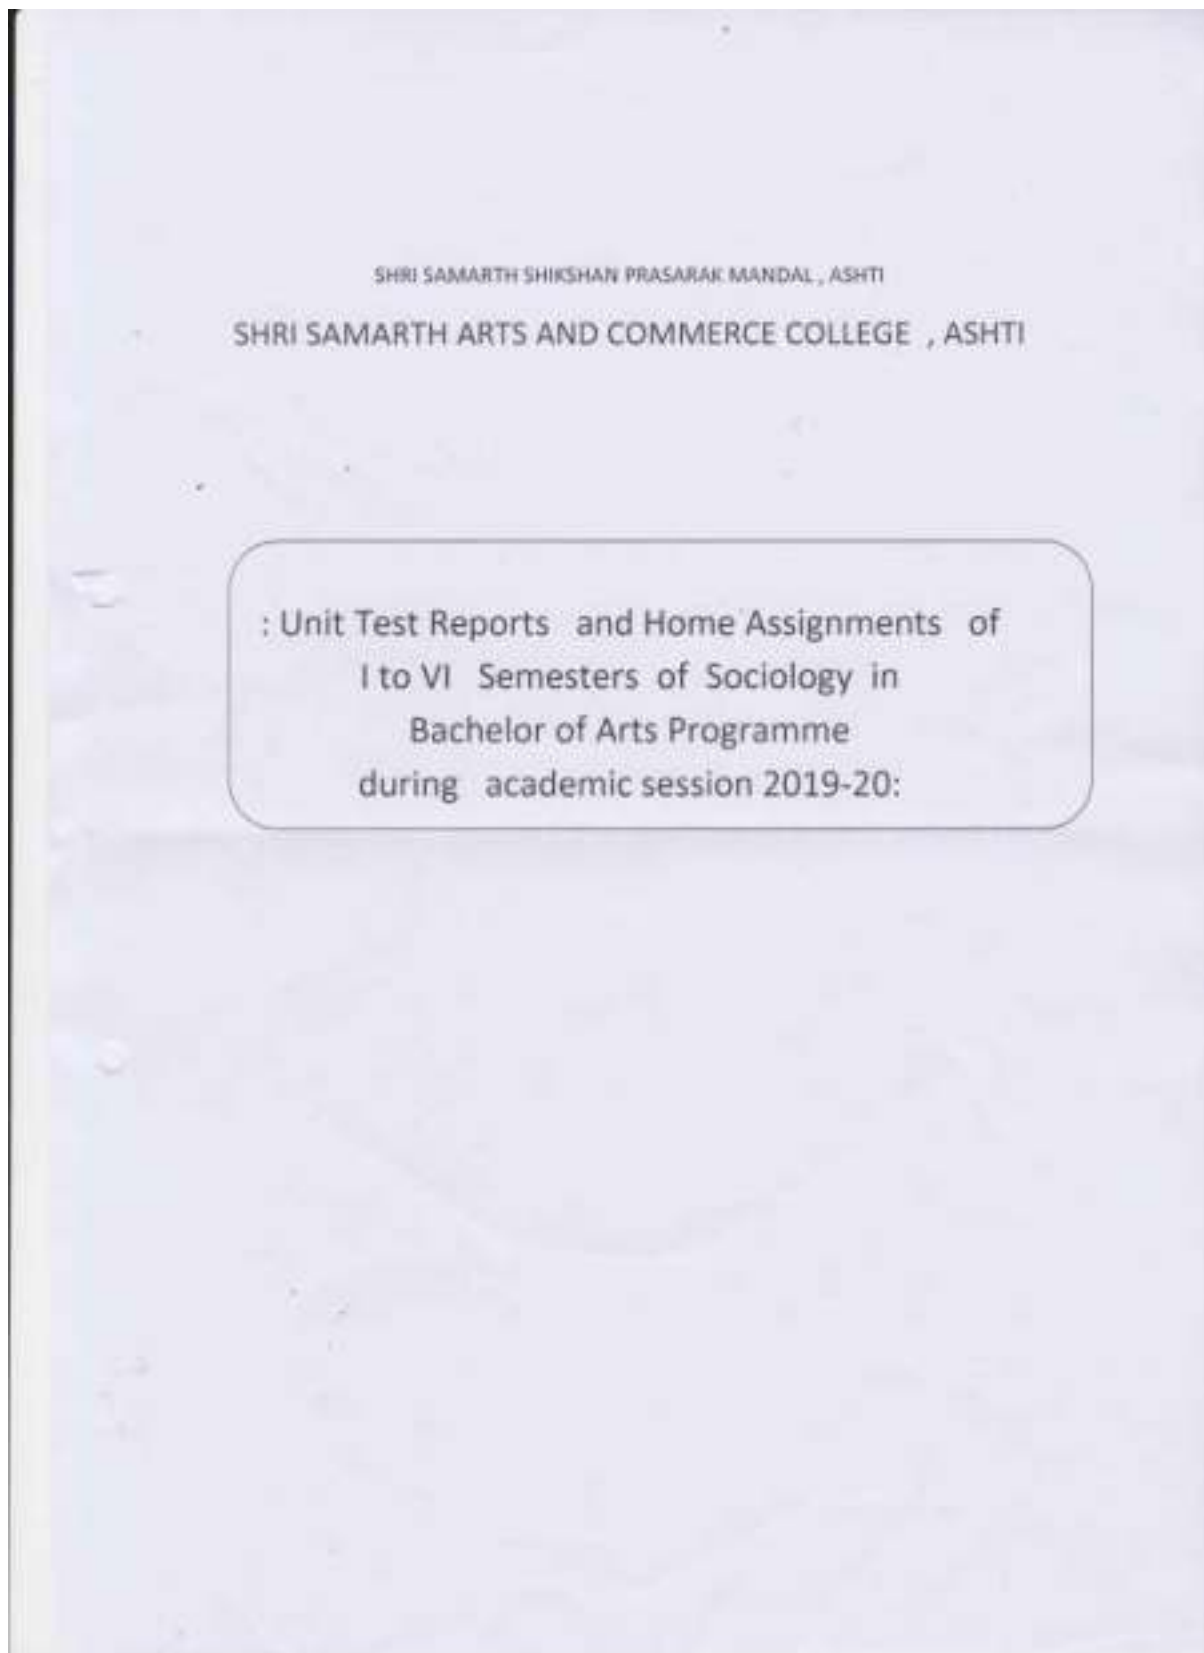 SHRI SAMARTH SHIKSHAN PRASARAK MANDAL , ASHTI
SHRI SAMARTH ARTS AND COMMERCE COLLEGE , ASHTI
: Unit Test Reports and Home Assignments of
I to VI Semesters of Sociology in
Bachelor of Arts Programme
during academic session 2019-20: